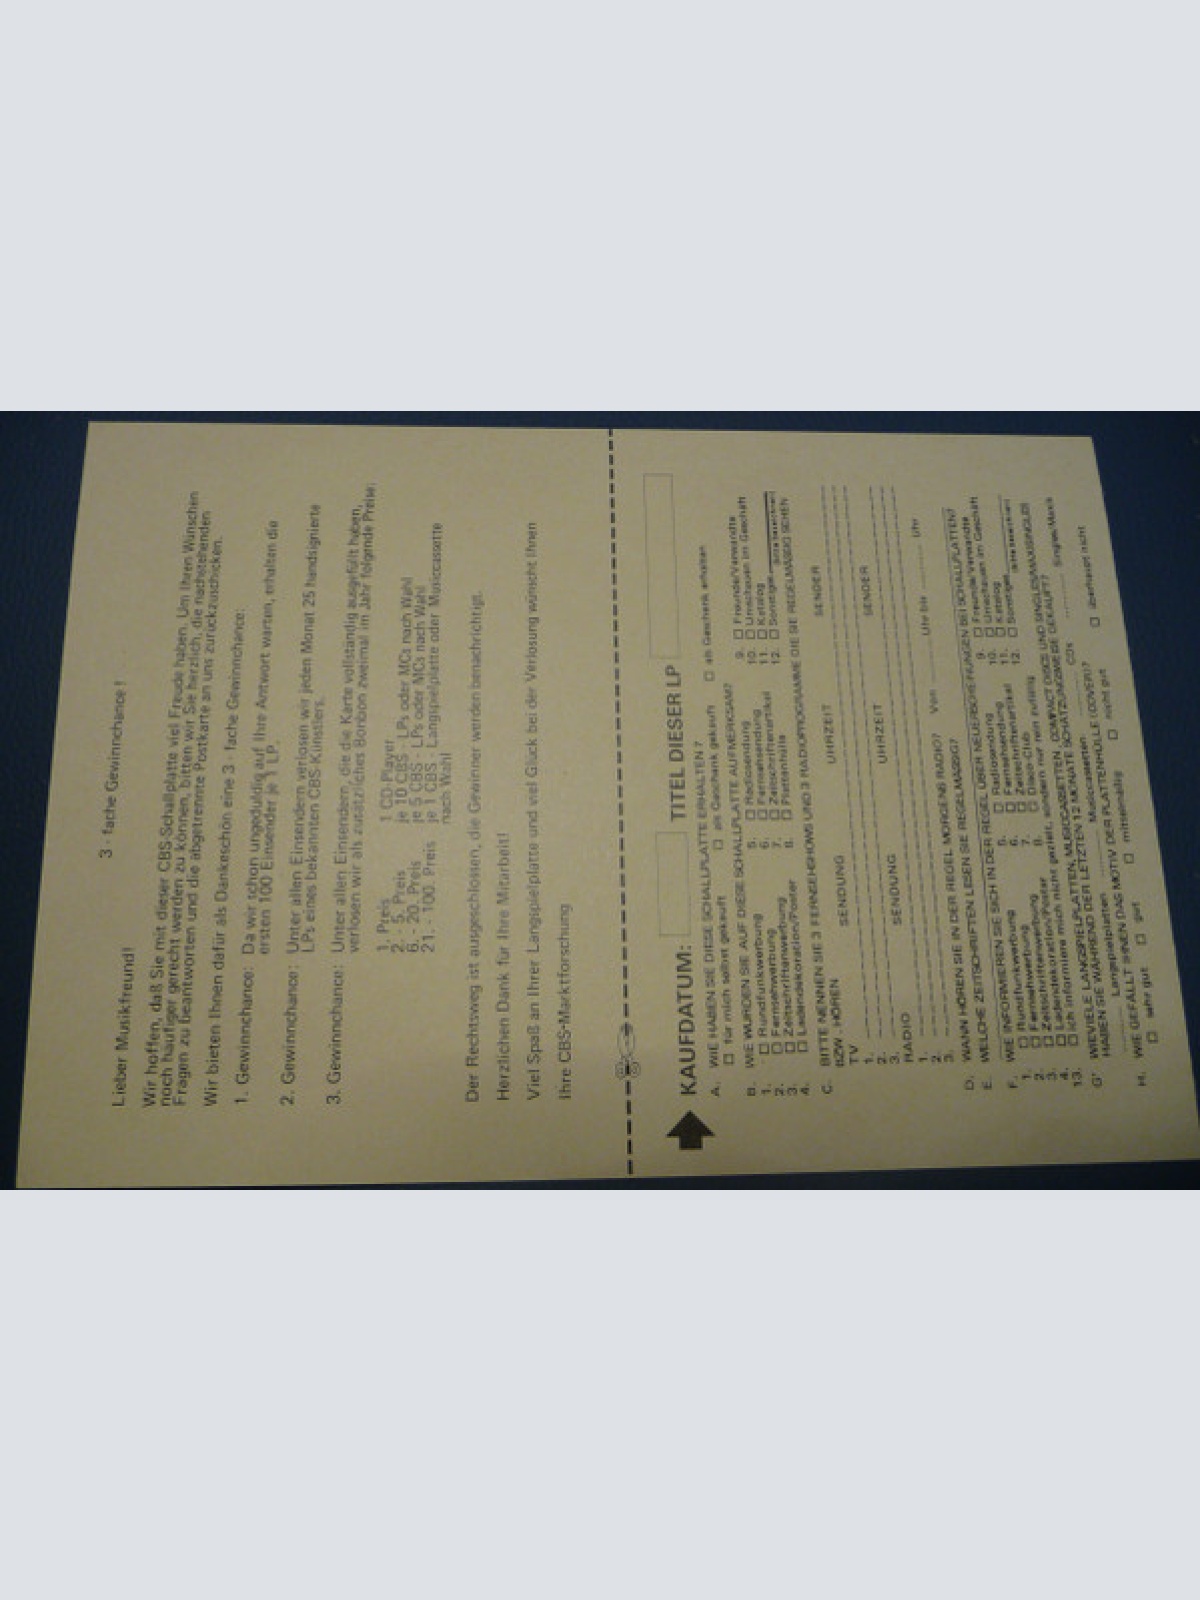 3 - fache Gewinnchance !
Lieber Musikfreund!
Wir hoffen, daß Sie mit dieser CBS-Schallplatte viel Freude haben. Um Ihren Wünschen
noch häufiger gerecht werden zu können, bitten wir Sie herzlich, die nachstehenden
Fragen zu beantworten und die abgetrennte Postkarte an uns zurückzuschicken.
Wir bieten Ihnen dafür als Dankeschön eine 3 - fache Gewinnchance:
1. Gewinnchance: Da wir schon ungeduldig auf Ihre Antwort warten, erhalten die
ersten 100 Einsender je 1 LP.
2. Gewinnchance: Unter allen Einsendern verlosen wir jeden Monat 25 handsignierte
LPs eines bekannten CBS-Künstlers.
3. Gewinnchance: Unter allen Einsendern, die die Karte vollständig ausgefüllt haben,
verlosen wir als zusätzliches Bonbon zweimal im Jahr folgende Preise:
1. Preis 1 CD-Player
2. - 5. Preis je 10 CBS - LPs oder MCs nach Wahl
6. - 20. Preis je 5 CBS - LPs oder MCs nach Wahl
21. - 100. Preis je 1 CBS - Langspielplatte oder Musiccassette
nach Wahl
Der Rechtsweg ist ausgeschlossen, die Gewinner werden benachrichtigt.
Herzlichen Dank für Ihre Mitarbeit!
Viel Spaß an Ihrer Langspielplatte und viel Glück bei der Verlosung wünscht Ihnen
Ihre CBS-Marktforschung
KAUFDATUM: TITEL DIESER LP
A. WIE HABEN SIE DIESE SCHALLPLATTE ERHALTEN?
für mich selbst gekauft als Geschenk gekauft als Geschenk erhalten
B. WIE WURDEN SIE AUF DIESE SCHALLPLATTE AUFMERKSAM?
1. Rundfunkwerbung 5. Radiosendung 9. Freunde/Verwandte
2. Fernsehwerbung 6. Fernsehsendung 10. Umschauen im Geschäft
3. Zeitschriftenwerbung 7. Zeitschriftenartikel 11. Katalog
4. Ladendekoration/Poster 8. Plattenhülle 12. Sonstiges
C. BITTE NENNEN SIE 3 FERNSEHSHOWS UND 3 RADIOPROGRAMME DIE SIE REGELMÄSSIG SEHEN
BZW. HÖREN
TV SENDUNG UHRZEIT SENDER
1.
2.
3.
RADIO SENDUNG UHRZEIT SENDER
1.
2.
3.
D. WANN HÖREN SIE IN DER REGEL MORGENS RADIO? Von Uhr bis Uhr
E. WELCHE ZEITSCHRIFTEN LESEN SIE REGELMÄSSIG?
F. WIE INFORMIEREN SIE SICH IN DER REGEL ÜBER NEUERSCHEINUNGEN BEI SCHALLPLATTEN?
1. Rundfunkwerbung 5. Radiosendung 9. Freunde/Verwandte
2. Fernsehwerbung 6. Fernsehsendung 10. Umschauen im Geschäft
3. Zeitschriftenwerbung 7. Zeitschriftenartikel 11. Katalog
4. Ladendekoration/Poster 8. Disco-Club 12. Sonstiges
13. Ich informiere mich nicht gezielt, sondern nur rein zufällig
G. WIEVIELE LANGSPIELPLATTEN, MUSICCASSETTEN, COMPACT DISCS UND SINGLES/MAXISINGLES
HABEN SIE WÄHREND DER LETZTEN 12 MONATE SCHÄTZUNGSWEISE GEKAUFT?
Langspielplatten Musiccassetten CDs Singles/Maxis
H. WIE GEFÄLLT IHNEN DAS MOTIV DER PLATTENHÜLLE (COVER)?
sehr gut gut mittelmäßig nicht gut überhaupt nicht